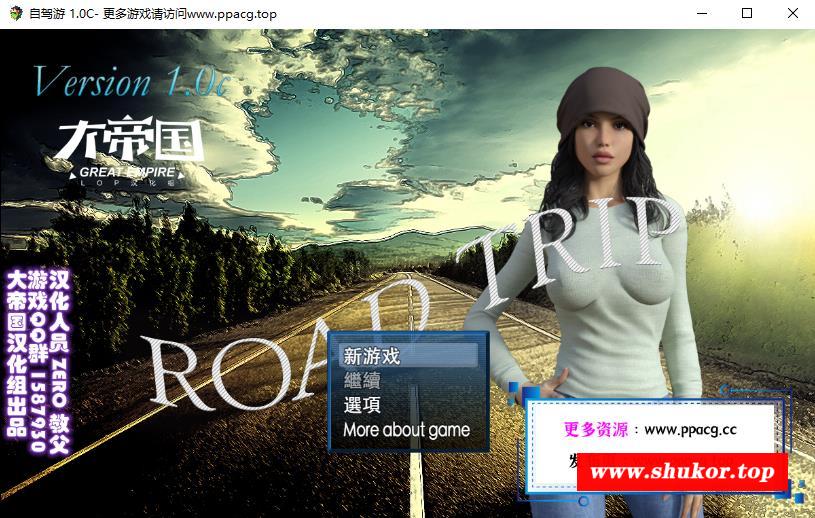 自驾游 1.0C- 更多游戏请访问www.ppacg.top
Version 1.0c
大帝国
GREAT EMPIRE
LOP汉化组
ROAD TRIP
汉化人员 ZERO 教父
游戏QQ群 1587930
大帝国汉化组出品
新游戏
繼續
選項
More about game
更多资源：www.ppacg.cc
发
www.shukor.top